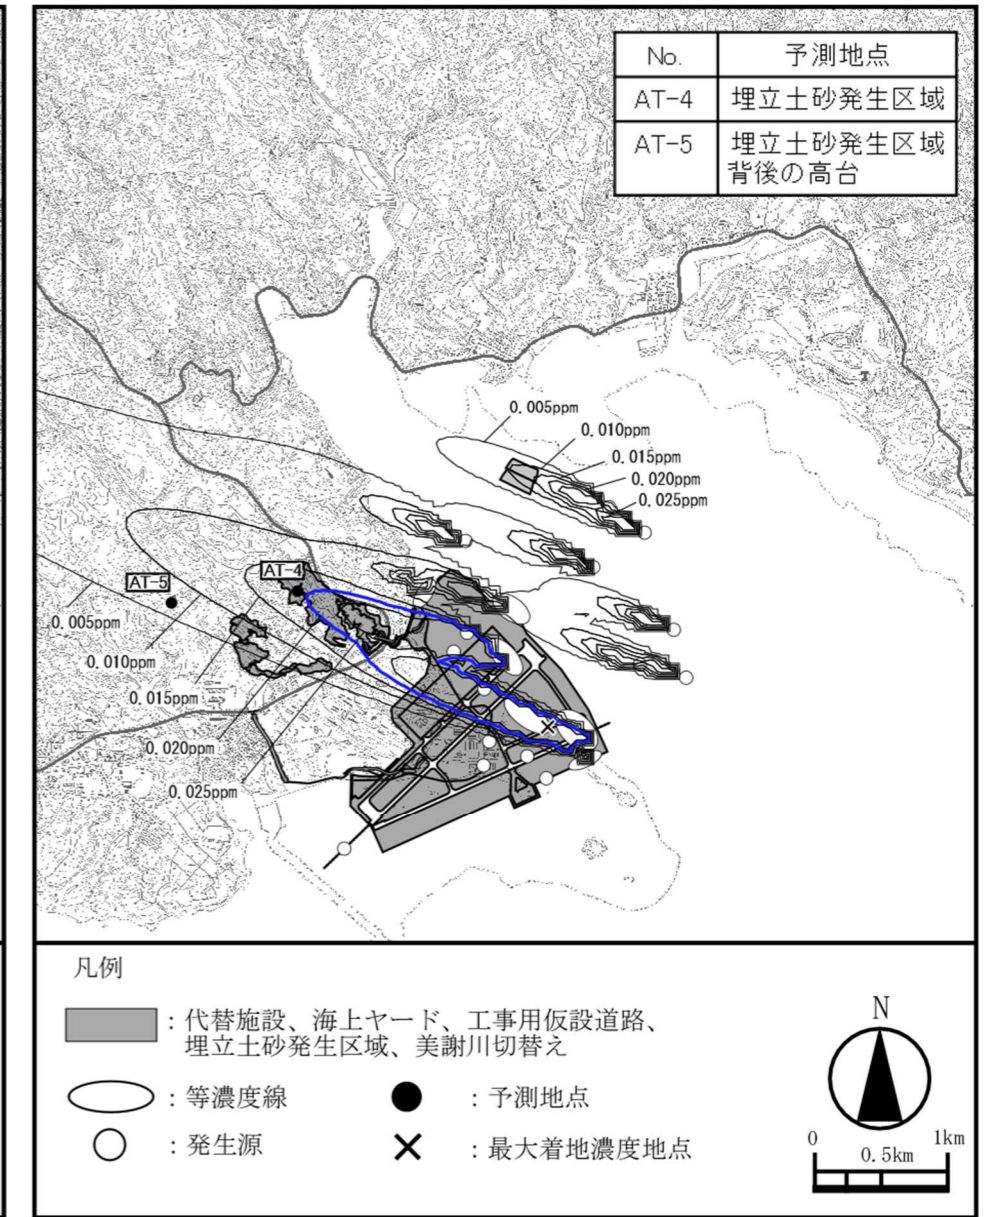 No. 予測地点
AT-4 埋立土砂発生区域
AT-5 埋立土砂発生区域
背後の高台
0.005ppm
0.010ppm
0.015ppm
0.020ppm
0.025ppm
AT-4
AT-5
0.005ppm
0.010ppm
0.015ppm
0.020ppm
0.025ppm
凡例
：代替施設、海上ヤード、工事用仮設道路、
埋立土砂発生区域、美謝川切替え
：等濃度線 ：予測地点
：発生源 ：最大着地濃度地点
N
0 1km
0.5km